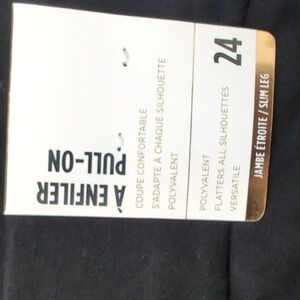 À ENFILER
PULL-ON
COUPE CONFORTABLE
S'ADAPTE À CHAQUE SILHOUETTE
POLYVALENT
POLYVALENT
FLATTERS ALL SILHOUETTES
VERSATILE
24
JAMBE ÉTROITE / SLIM LEG